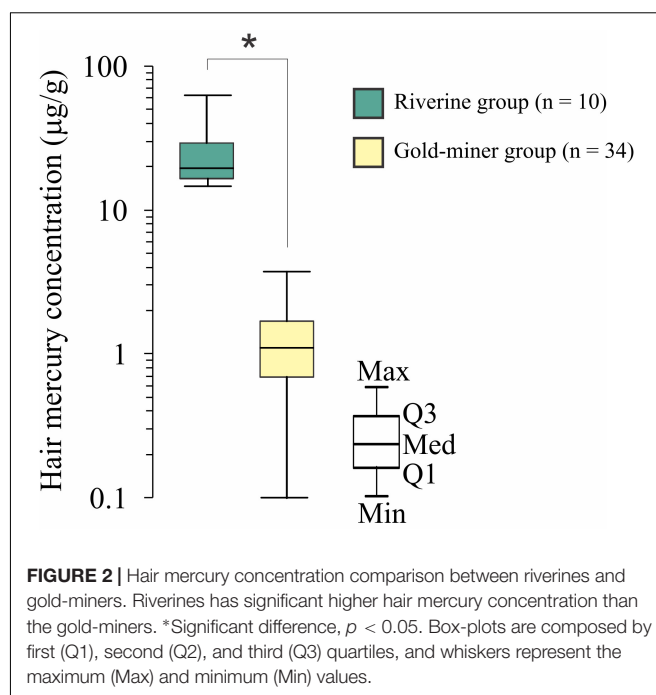 *
Hair mercury concentration (μg/g)
100
10
1
0.1
Riverine group (n = 10)
Gold-miner group (n = 34)
Max
Q3
Med
Q1
Min
FIGURE 2 | Hair mercury concentration comparison between riverines and
gold-miners. Riverines has significant higher hair mercury concentration than
the gold-miners. *Significant difference, p < 0.05. Box-plots are composed by
first (Q1), second (Q2), and third (Q3) quartiles, and whiskers represent the
maximum (Max) and minimum (Min) values.